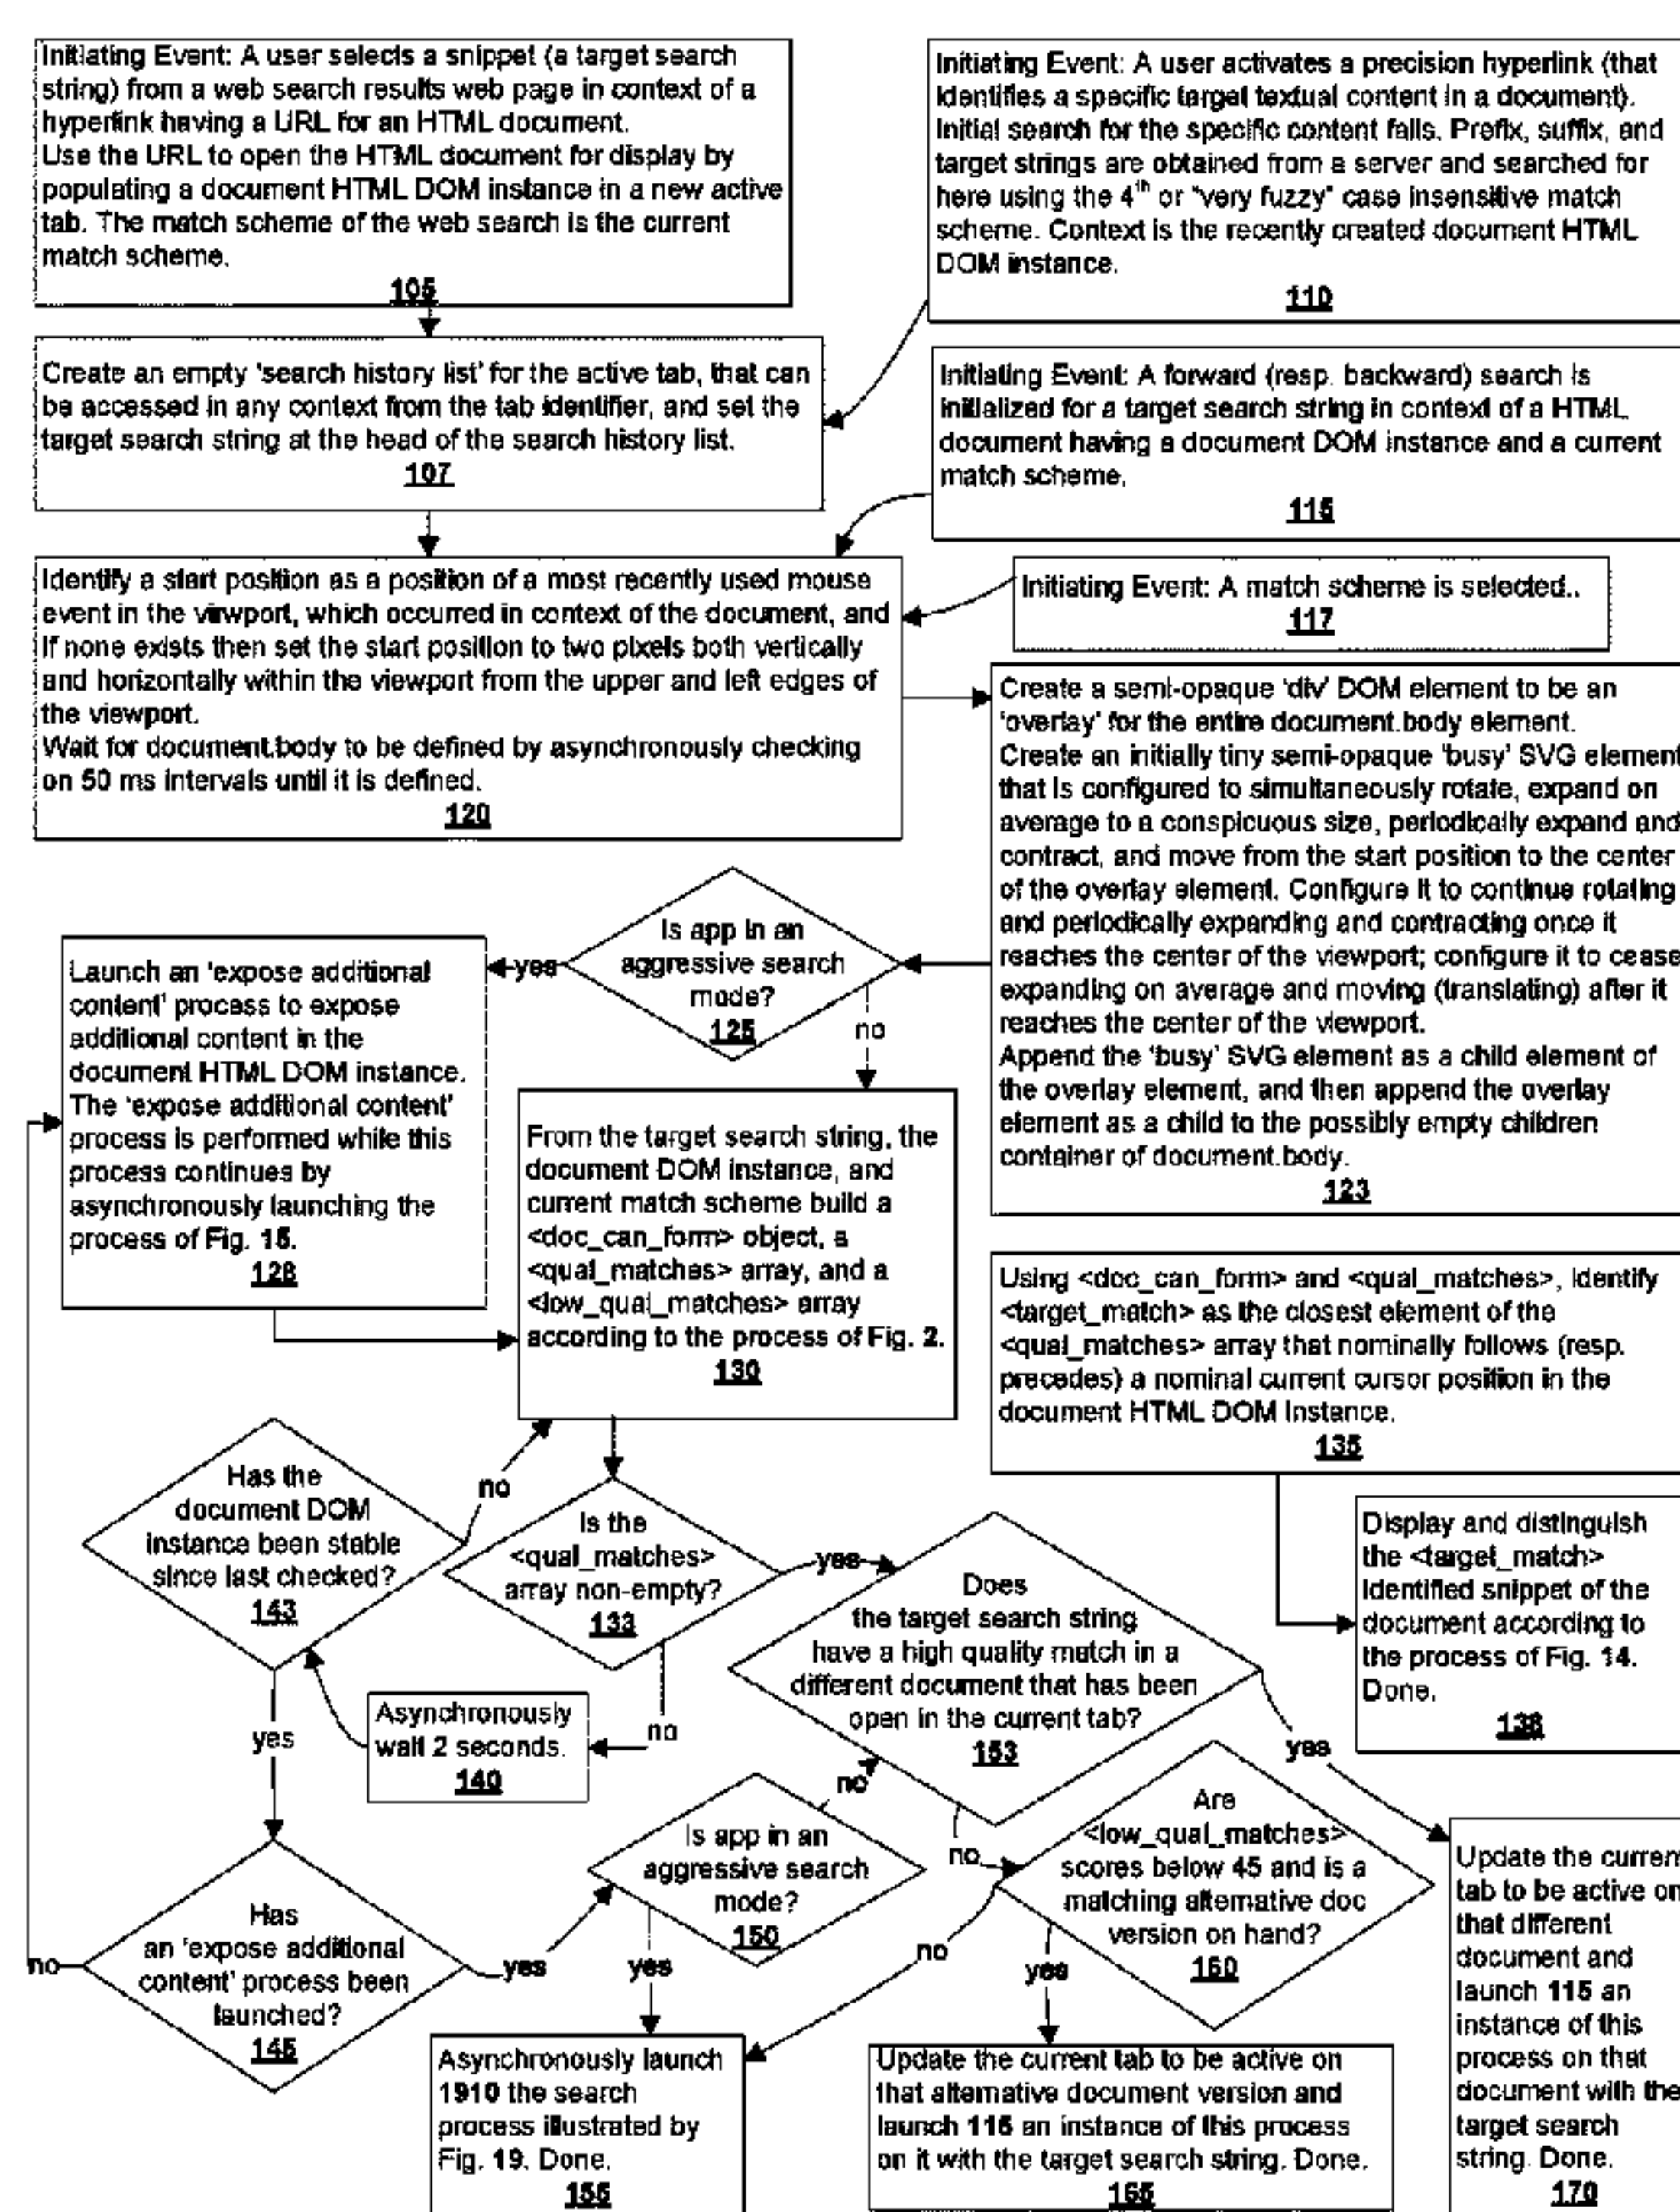 Initiating Event: A user selects a snippet (a target search
string) from a web search results web page in context of a
hyperlink having a URL for an HTML document.
Use the URL to open the HTML document for display by
populating a document HTML DOM instance in a new active
tab. The match scheme of the web search is the current
match scheme.
105
Initiating Event: A user activates a precision hyperlink (that
identifies a specific target textual content in a document).
Initial search for the specific content fails. Prefix, suffix, and
target strings are obtained from a server and searched for
here using the 4th or "very fuzzy" case insensitive match
scheme. Context is the recently created document HTML
DOM instance.
110
Create an empty 'search history list' for the active tab, that can
be accessed in any context from the tab identifier, and set the
target search string at the head of the search history list.
107
Initiating Event: A forward (resp. backward) search is
initialized for a target search string in context of a HTML
document having a document DOM instance and a current
match scheme.
115
Identify a start position as a position of a most recently used mouse
event in the viewport, which occurred in context of the document, and
if none exists then set the start position to two pixels both vertically
and horizontally within the viewport from the upper and left edges of
the viewport.
Wait for document.body to be defined by asynchronously checking
on 50 ms intervals until it is defined.
120
Initiating Event: A match scheme is selected..
117
Create a semi-opaque 'div' DOM element to be an
'overlay' for the entire document.body element.
Create an initially tiny semi-opaque 'busy' SVG element
that is configured to simultaneously rotate, expand on
average to a conspicuous size, periodically expand and
contract, and move from the start position to the center
of the overlay element. Configure it to continue rotating
and periodically expanding and contracting once it
reaches the center of the viewport; configure it to cease
expanding on average and moving (translating) after it
reaches the center of the viewport.
Append the 'busy' SVG element as a child element of
the overlay element, and then append the overlay
element as a child to the possibly empty children
container of document.body.
123
Is app in an
aggressive search
mode?
125
yes
no
Launch an 'expose additional
content' process to expose
additional content in the
document HTML DOM instance.
The 'expose additional content'
process is performed while this
process continues by
asynchronously launching the
process of Fig. 15.
128
From the target search string, the
document DOM instance, and
current match scheme build a
<doc_can_form> object, a
<qual_matches> array, and a
<low_qual_matches> array
according to the process of Fig. 2.
130
Using <doc_can_form> and <qual_matches>, identify
<target_match> as the closest element of the
<qual_matches> array that nominally follows (resp.
precedes) a nominal current cursor position in the
document HTML DOM Instance.
135
Has the
document DOM
instance been stable
since last checked?
143
no
yes
Is the
<qual_matches>
array non-empty?
133
yes
no
Display and distinguish
the <target_match>
identified snippet of the
document according to
the process of Fig. 14.
Done.
138
Does
the target search string
have a high quality match in a
different document that has been
open in the current tab?
153
yes
no
Asynchronously
wait 2 seconds.
140
Is app in an
aggressive search
mode?
150
no
yes
Are
<low_qual_matches>
scores below 45 and is a
matching alternative doc
version on hand?
160
no
yes
Has
an 'expose additional
content' process been
launched?
145
no
yes
Update the current
tab to be active on
that different
document and
launch 115 an
instance of this
process on that
document with the
target search
string. Done.
170
Asynchronously launch
1910 the search
process illustrated by
Fig. 19. Done.
155
Update the current tab to be active on
that alternative document version and
launch 115 an instance of this process
on it with the target search string. Done.
165